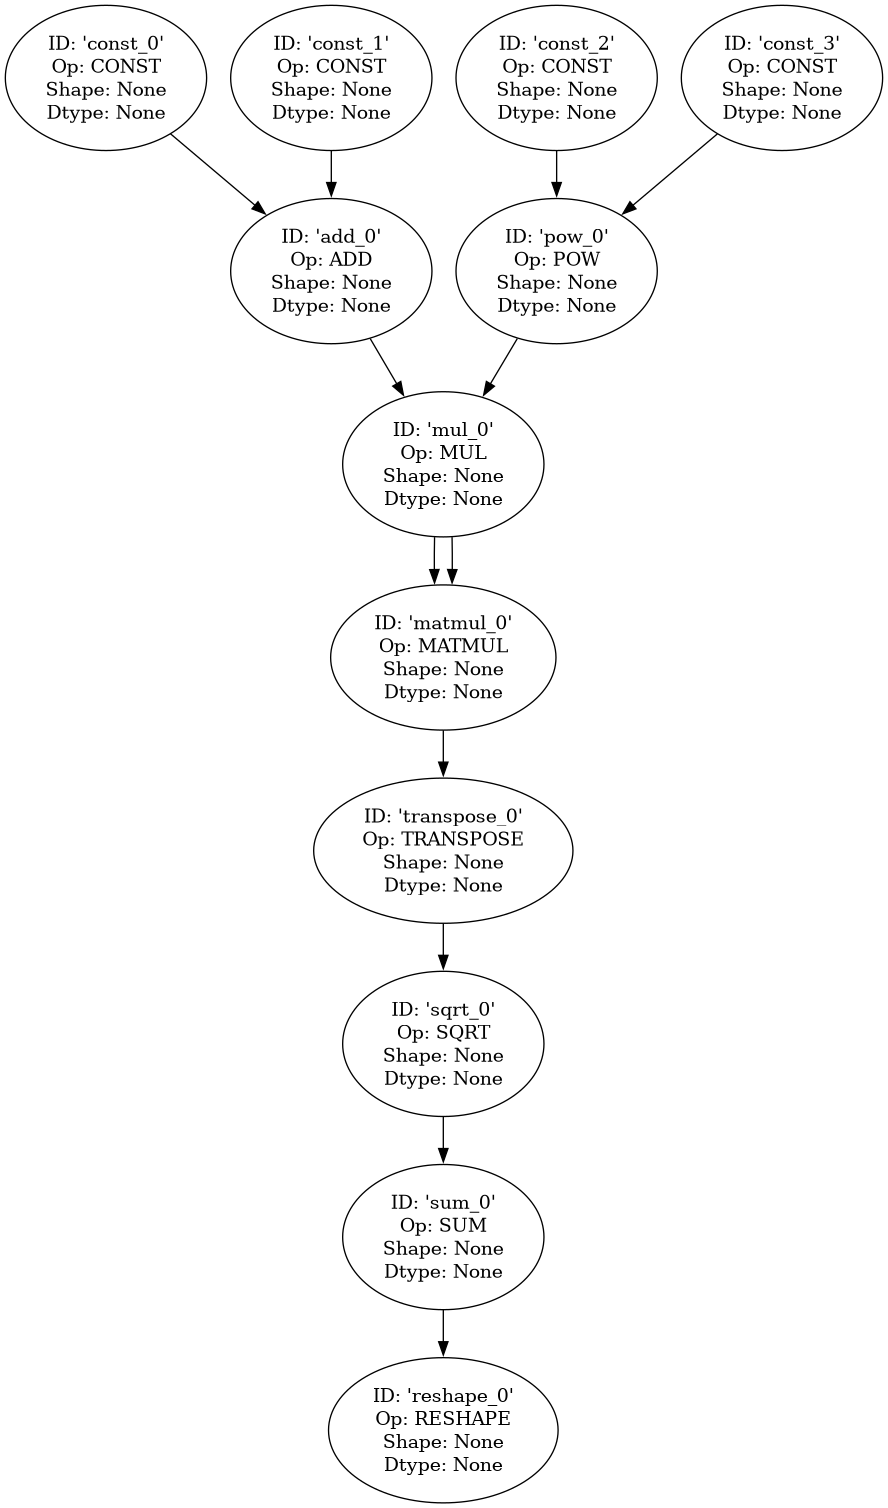 ID: 'const_0'
Op: CONST
Shape: None
Dtype: None
ID: 'const_1'
Op: CONST
Shape: None
Dtype: None
ID: 'const_2'
Op: CONST
Shape: None
Dtype: None
ID: 'const_3'
Op: CONST
Shape: None
Dtype: None
ID: 'add_0'
Op: ADD
Shape: None
Dtype: None
ID: 'pow_0'
Op: POW
Shape: None
Dtype: None
ID: 'mul_0'
Op: MUL
Shape: None
Dtype: None
ID: 'matmul_0'
Op: MATMUL
Shape: None
Dtype: None
ID: 'transpose_0'
Op: TRANSPOSE
Shape: None
Dtype: None
ID: 'sqrt_0'
Op: SQRT
Shape: None
Dtype: None
ID: 'sum_0'
Op: SUM
Shape: None
Dtype: None
ID: 'reshape_0'
Op: RESHAPE
Shape: None
Dtype: None